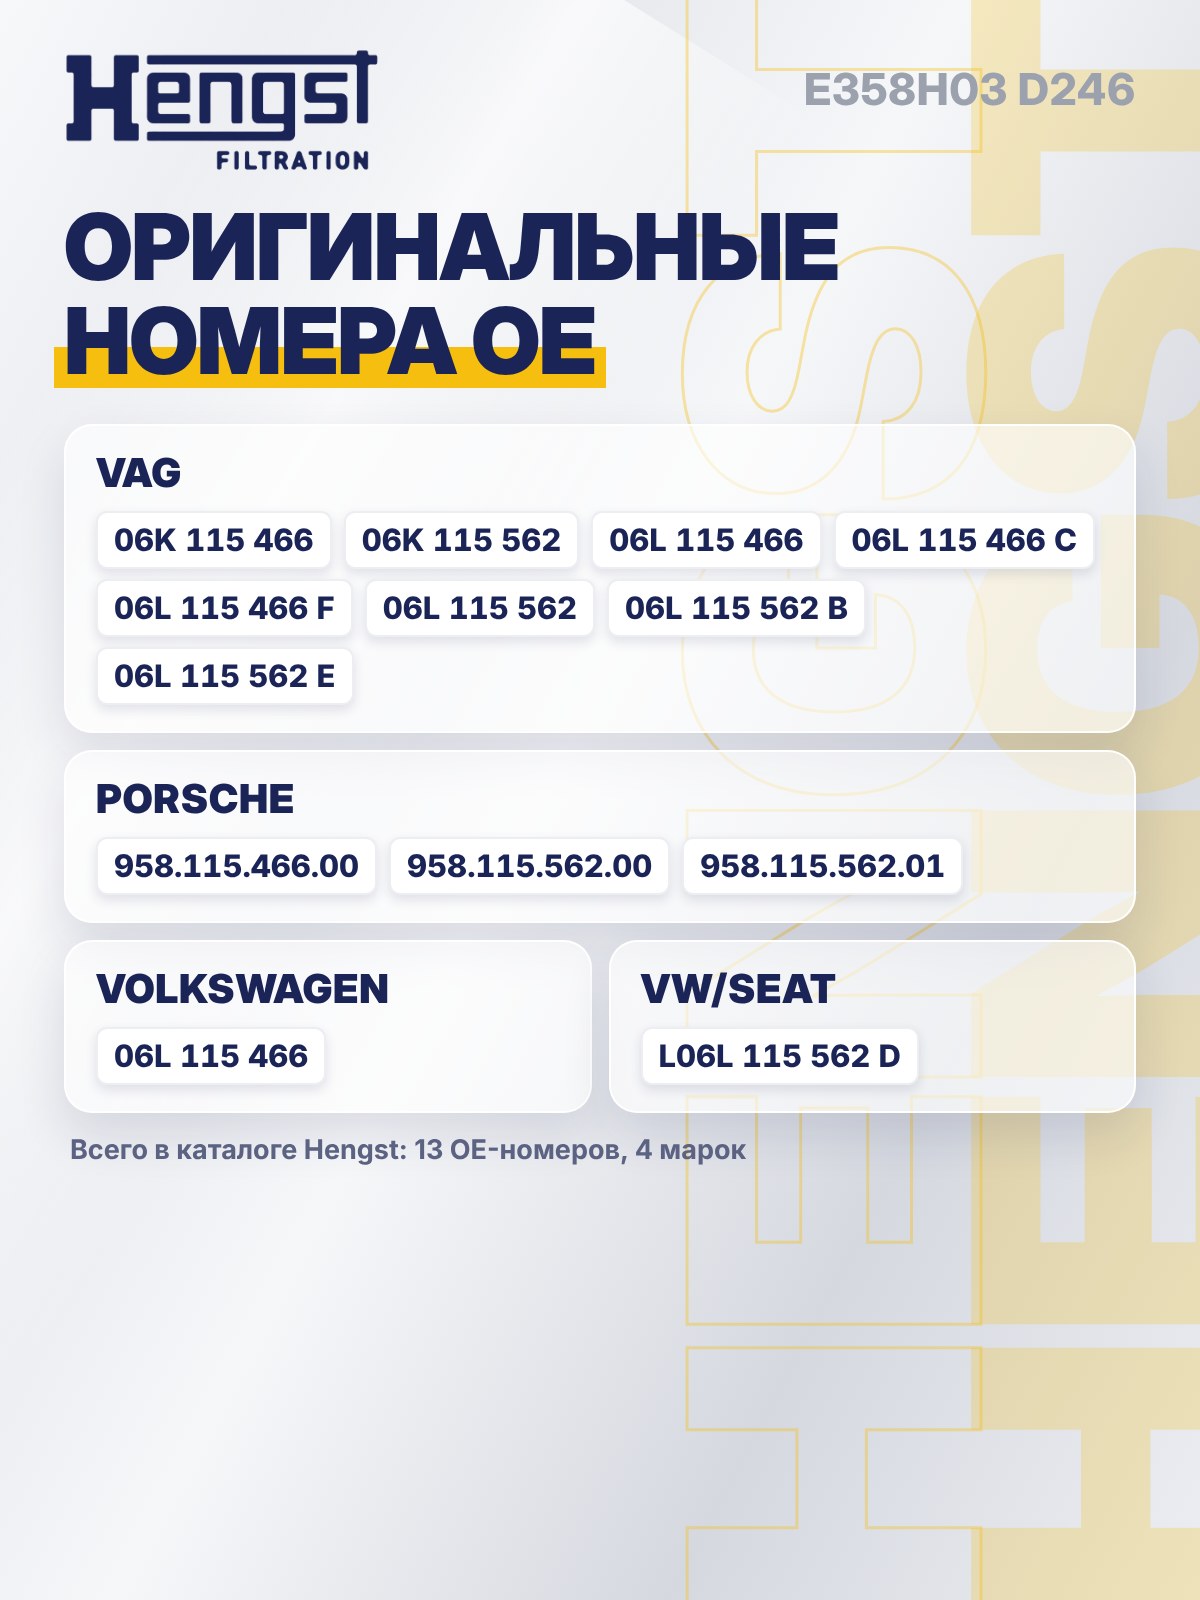 Hengst
FILTRATION
E358H03 D246
ОРИГИНАЛЬНЫЕ
НОМЕРА OE
VAG
06K 115 466
06K 115 562
06L 115 466
06L 115 466 C
06L 115 466 F
06L 115 562
06L 115 562 B
06L 115 562 E
PORSCHE
958.115.466.00
958.115.562.00
958.115.562.01
VOLKSWAGEN
06L 115 466
VW/SEAT
L06L 115 562 D
Всего в каталоге Hengst: 13 OE-номеров, 4 марок
HENGST
HENGST